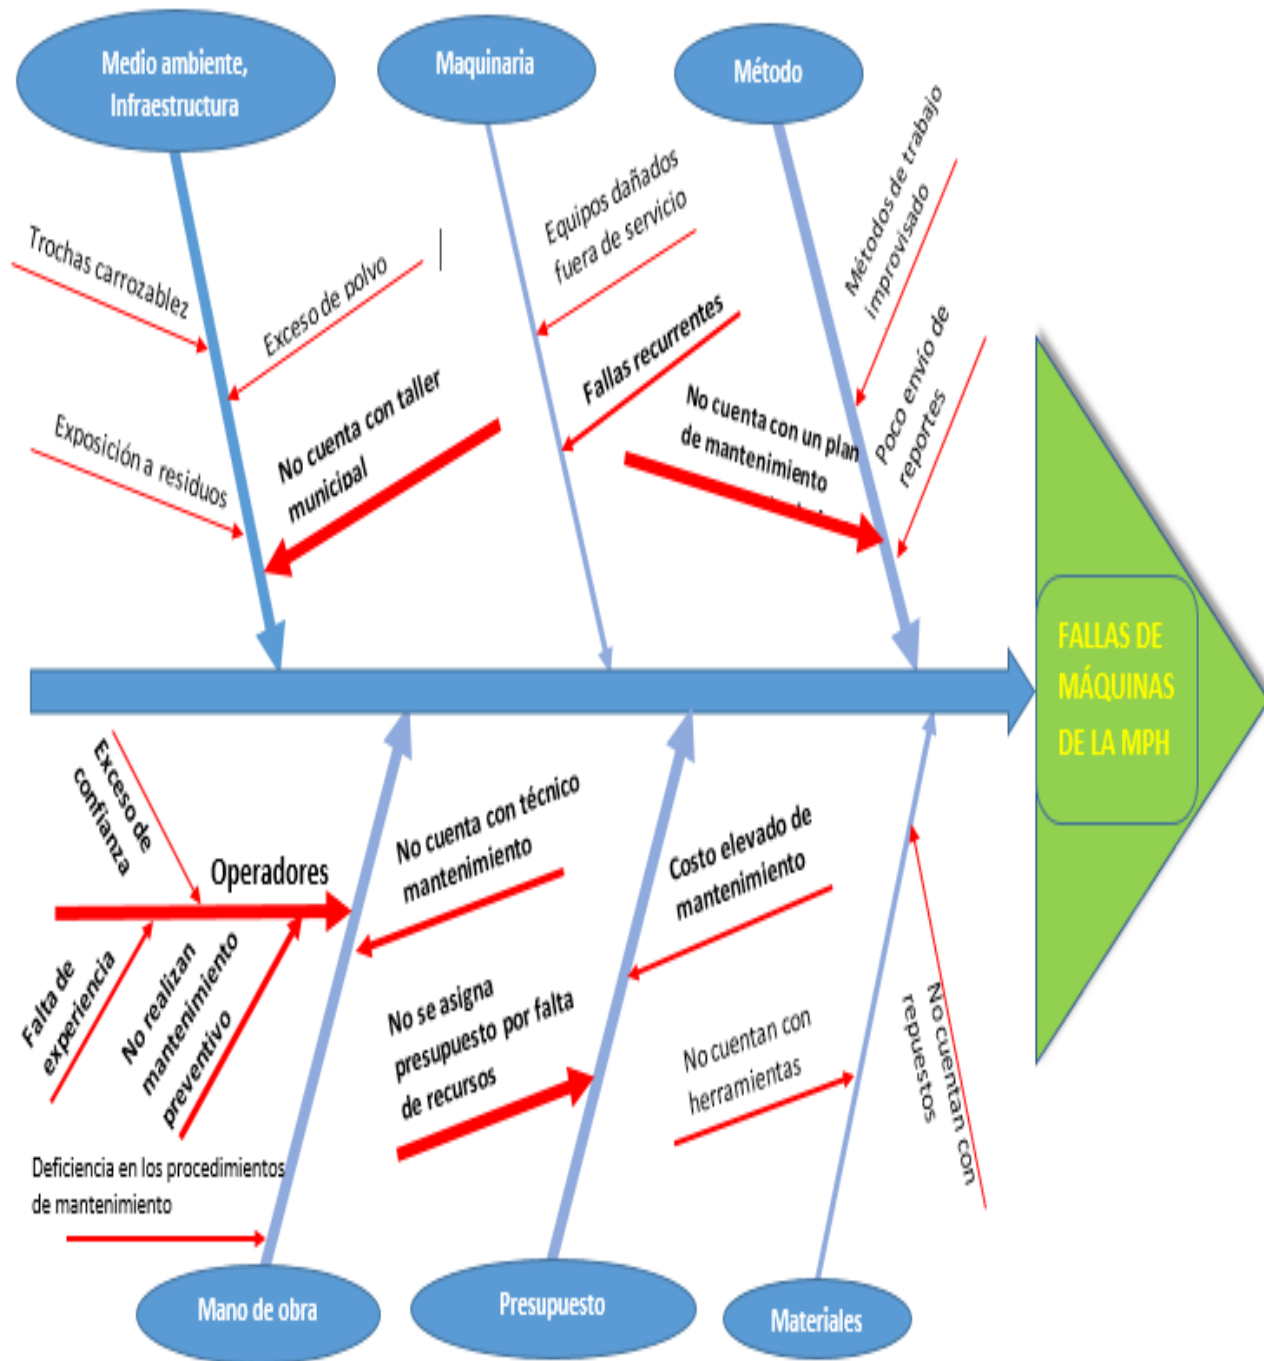 Medio ambiente,
Infraestructura
Maquinaria
Método
Trochas carrozablez
Exceso de polvo
Exposición a residuos
No cuenta con taller
municipal
Equipos dañados
fuera de servicio
Fallas recurrentes
Métodos de trabajo
improvisado
No cuenta con un plan
de mantenimiento
Poco envío de
reportes
FALLAS DE
MÁQUINAS
DE LA MPH
Exceso de
confianza
Operadores
Falta de
experiencia
No realizan
mantenimiento
preventivo
Deficiencia en los procedimientos
de mantenimiento
No cuenta con técnico
mantenimiento
No se asigna
presupuesto por falta
de recursos
Costo elevado de
mantenimiento
No cuentan con
herramientas
No cuentan con
repuestos
Mano de obra
Presupuesto
Materiales